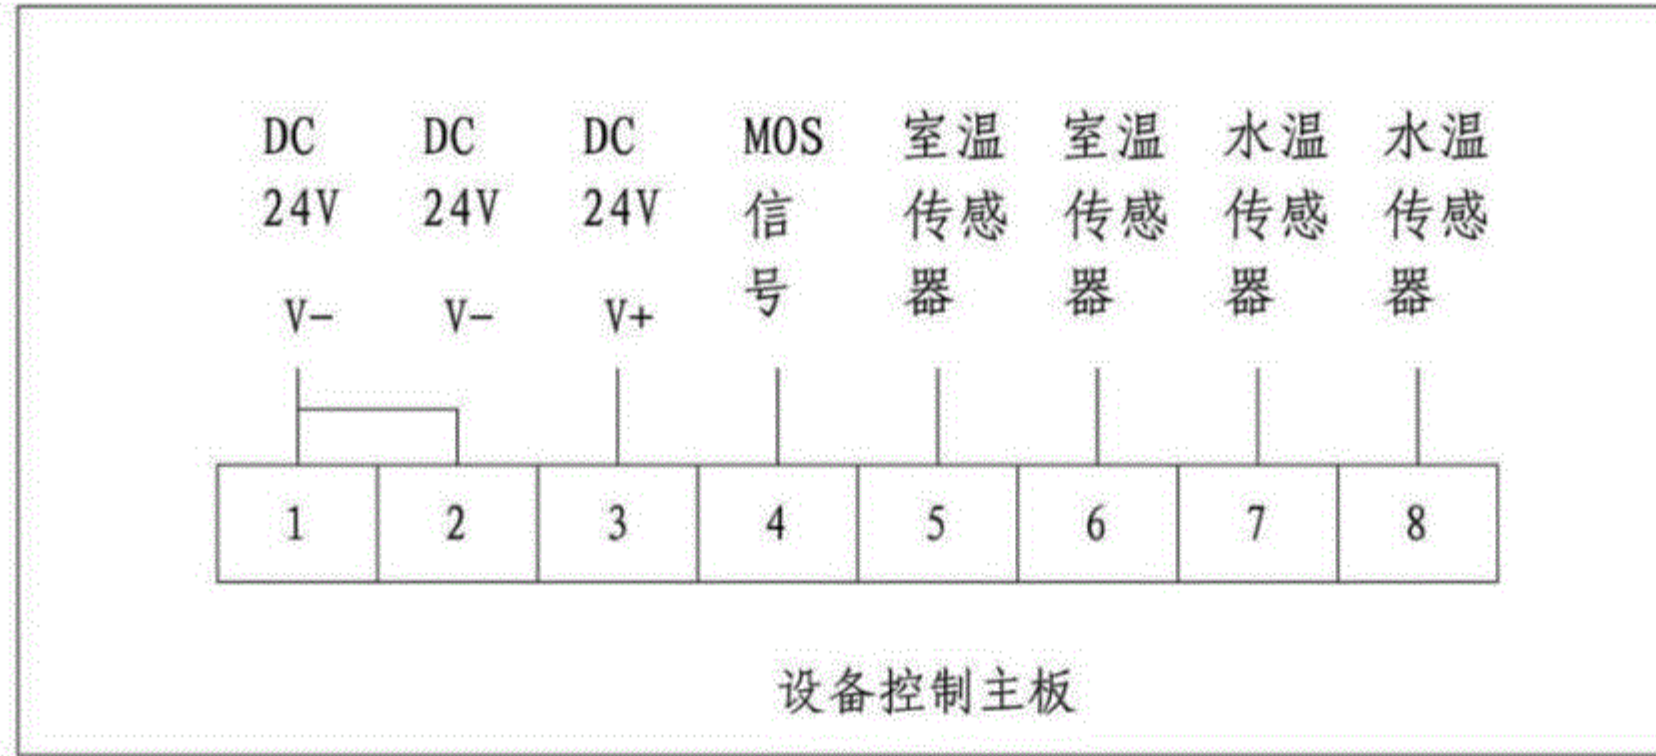 DC DC DC MOS 室温 室温 水温 水温
24V 24V 24V 信 传感 传感 传感 传感
号 器 器 器 器
V- V- V+
1 2 3 4 5 6 7 8
设备控制主板